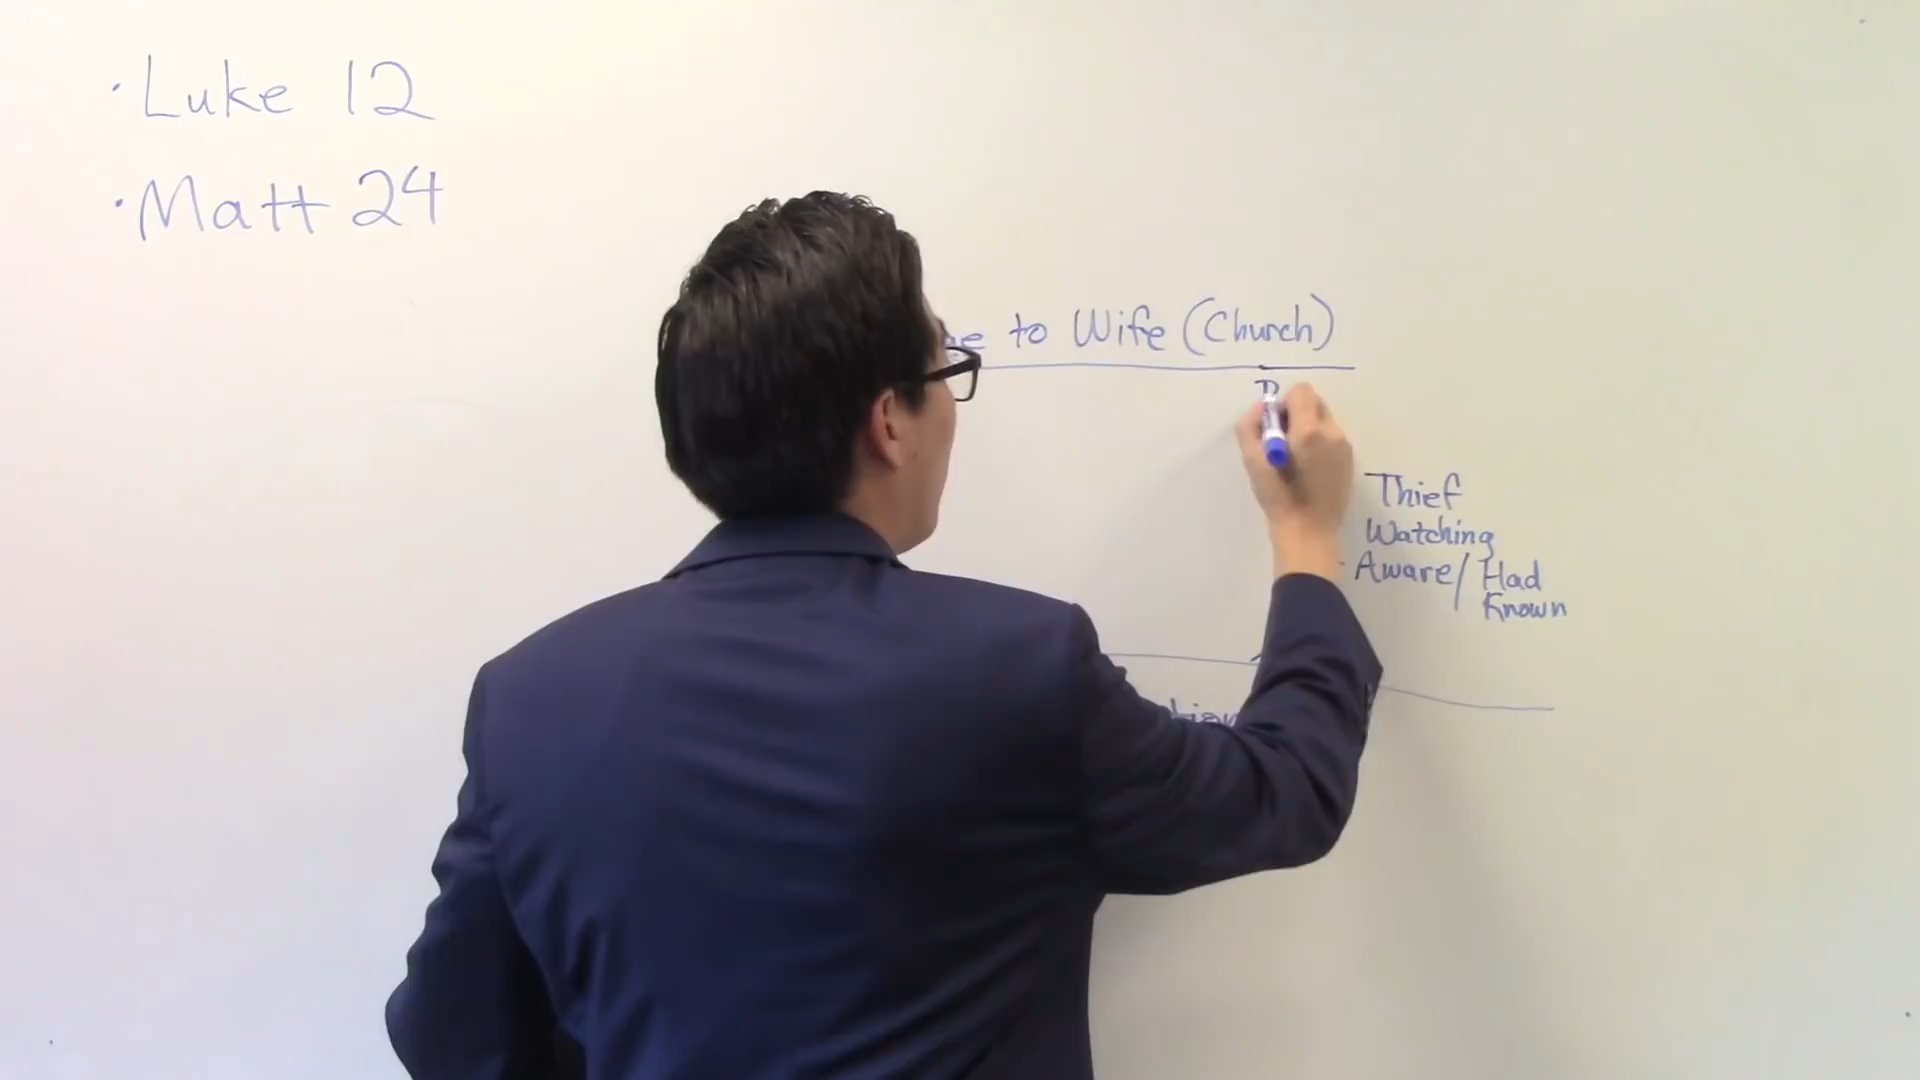 · Luke 12
· Matt 24
to Wife (Church)
Thief
Watching
Aware / Had
Known